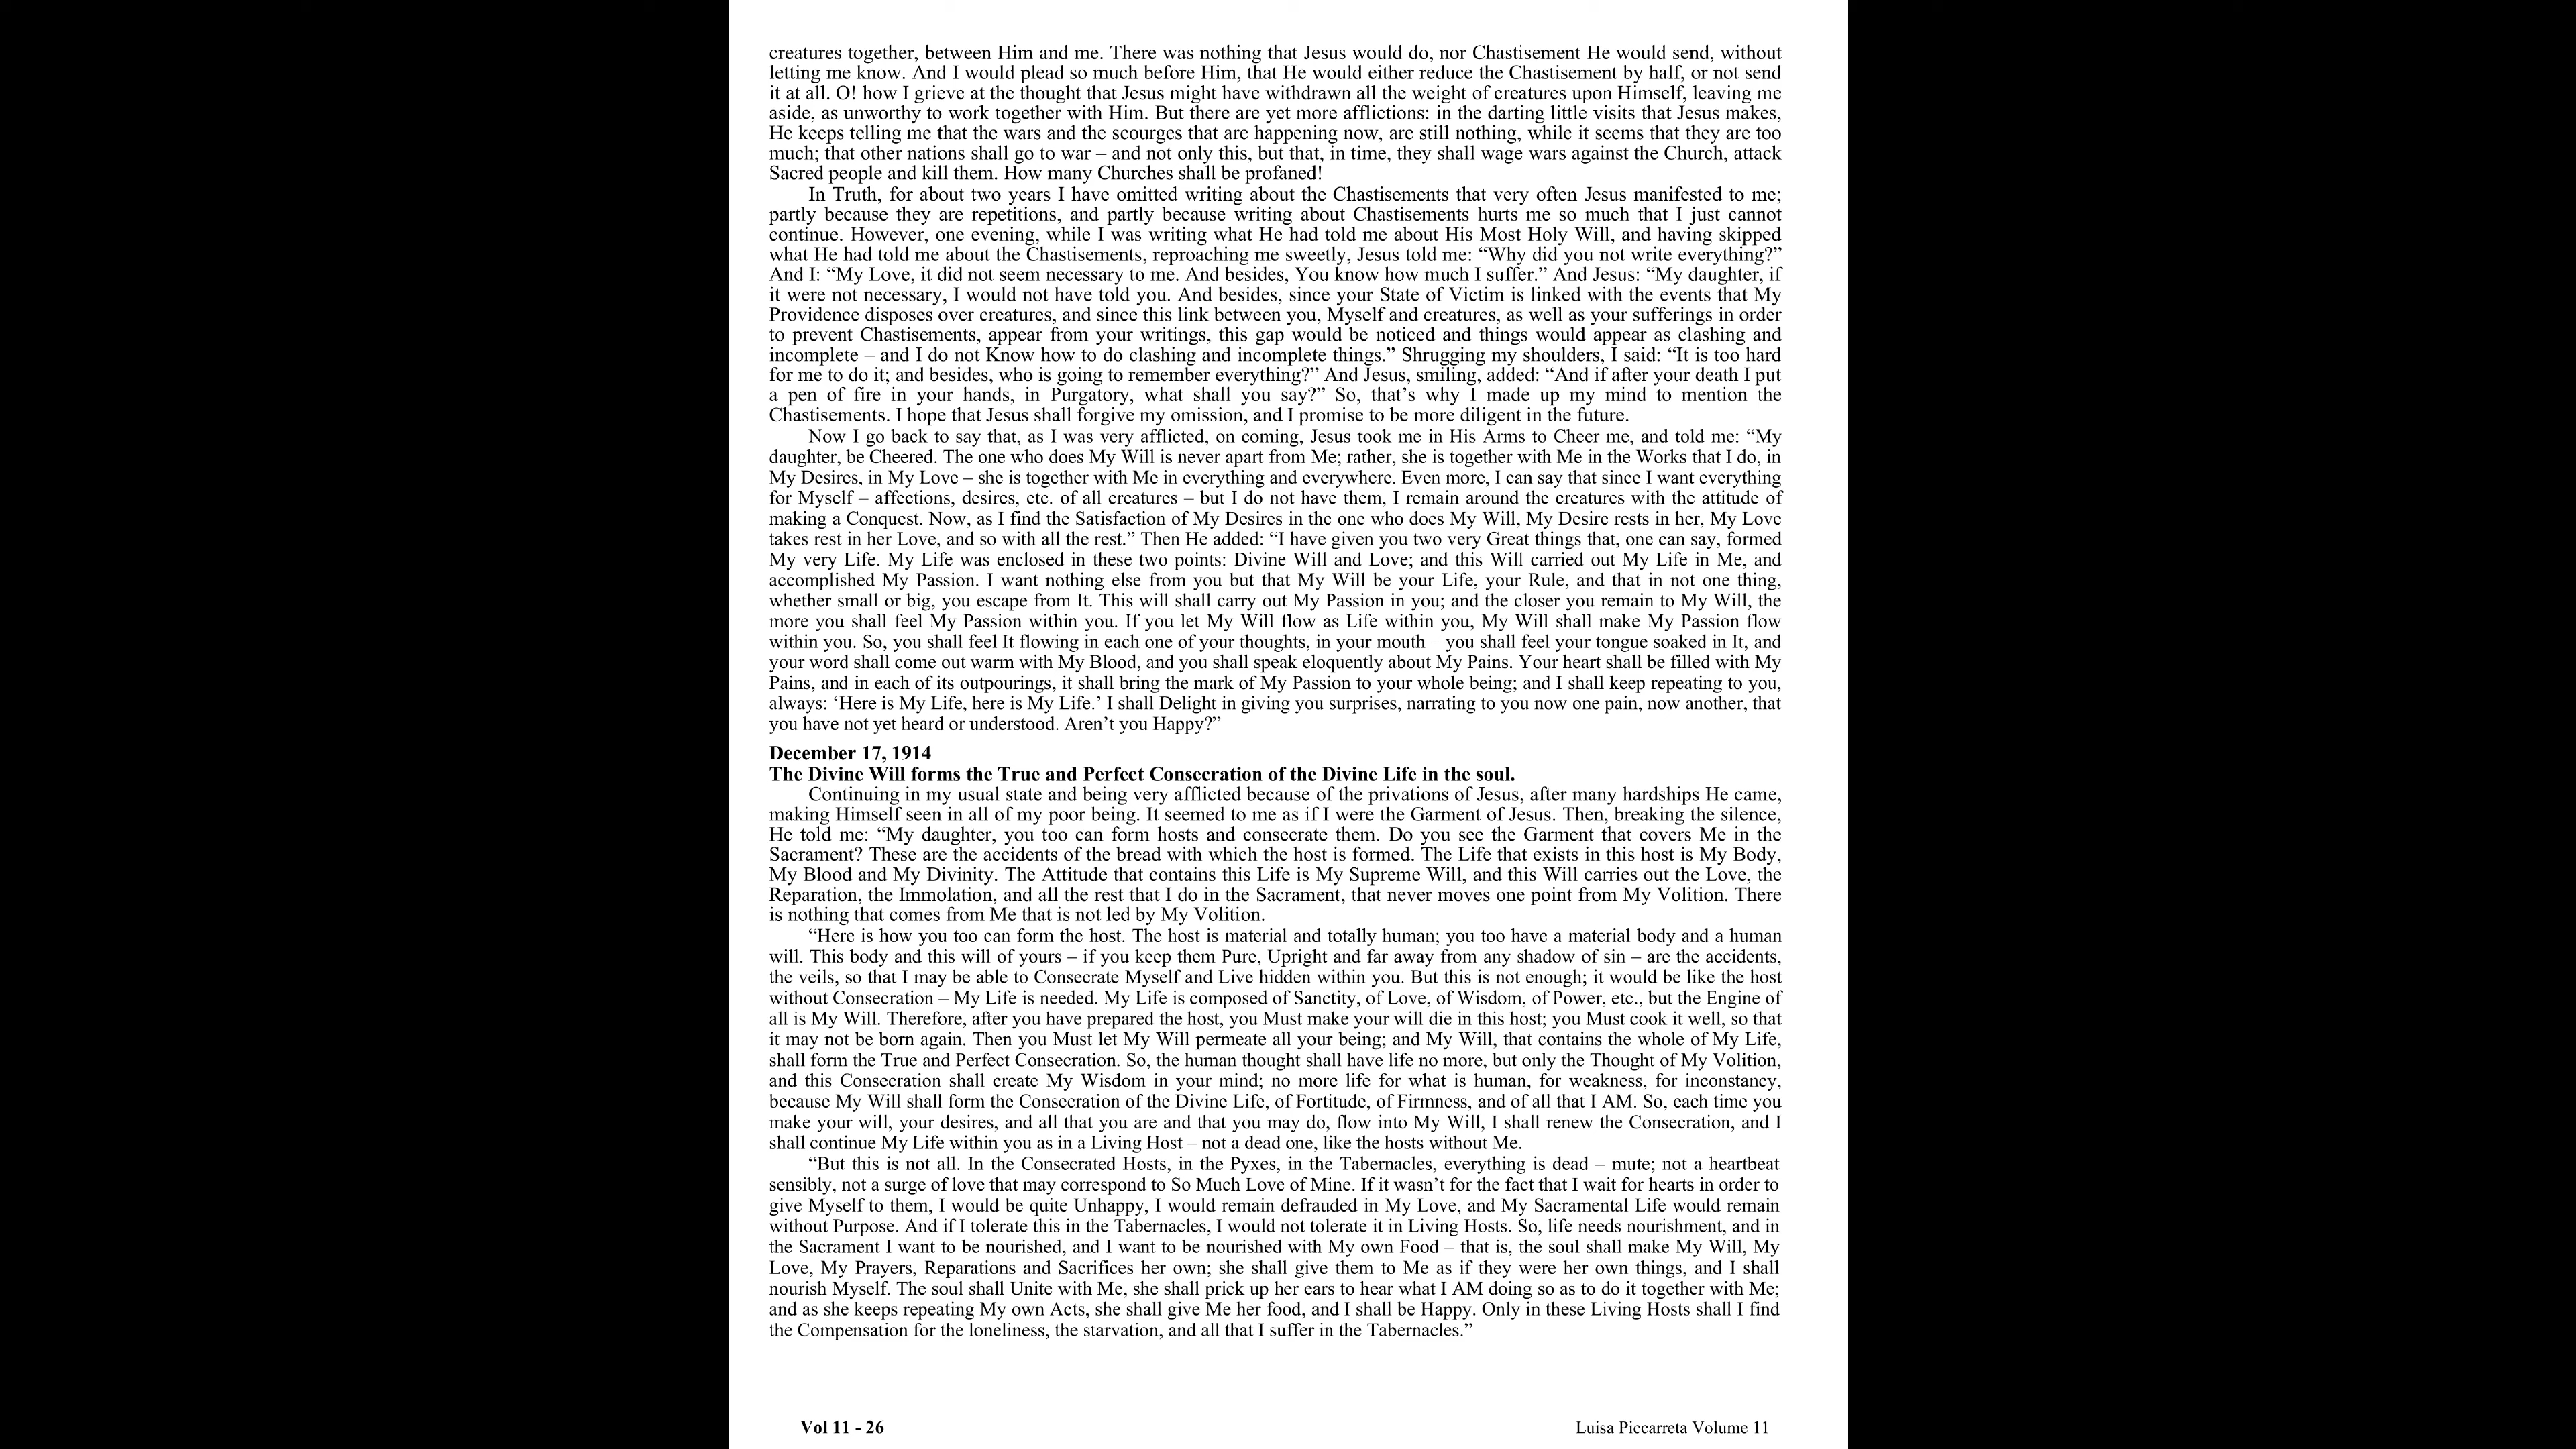 creatures together, between Him and me. There was nothing that Jesus would do, nor Chastisement He would send, without
letting me know. And I would plead so much before Him, that He would either reduce the Chastisement by half, or not send
it at all. O! how I grieve at the thought that Jesus might have withdrawn all the weight of creatures upon Himself, leaving me
aside, as unworthy to work together with Him. But there are yet more afflictions: in the darting little visits that Jesus makes,
He keeps telling me that the wars and the scourges that are happening now, are still nothing, while it seems that they are too
much; that other nations shall go to war – and not only this, but that, in time, they shall wage wars against the Church, attack
Sacred people and kill them. How many Churches shall be profaned!
In Truth, for about two years I have omitted writing about the Chastisements that very often Jesus manifested to me;
partly because they are repetitions, and partly because writing about Chastisements hurts me so much that I just cannot
continue. However, one evening, while I was writing what He had told me about His Most Holy Will, and having skipped
what He had told me about the Chastisements, reproaching me sweetly, Jesus told me: “Why did you not write everything?”
And I: “My Love, it did not seem necessary to me. And besides, You know how much I suffer.” And Jesus: “My daughter, if
it were not necessary, I would not have told you. And besides, since your State of Victim is linked with the events that My
Providence disposes over creatures, and since this link between you, Myself and creatures, as well as your sufferings in order
to prevent Chastisements, appear from your writings, this gap would be noticed and things would appear as clashing and
incomplete – and I do not Know how to do clashing and incomplete things.” Shrugging my shoulders, I said: “It is too hard
for me to do it; and besides, who is going to remember everything?” And Jesus, smiling, added: “And if after your death I put
a pen of fire in your hands, in Purgatory, what shall you say?” So, that’s why I made up my mind to mention the
Chastisements. I hope that Jesus shall forgive my omission, and I promise to be more diligent in the future.
Now I go back to say that, as I was very afflicted, on coming, Jesus took me in His Arms to Cheer me, and told me: “My
daughter, be Cheered. The one who does My Will is never apart from Me; rather, she is together with Me in the Works that I do, in
My Desires, in My Love – she is together with Me in everything and everywhere. Even more, I can say that since I want everything
for Myself – affections, desires, etc. of all creatures – but I do not have them, I remain around the creatures with the attitude of
making a Conquest. Now, as I find the Satisfaction of My Desires in the one who does My Will, My Desire rests in her, My Love
takes rest in her Love, and so with all the rest.” Then He added: “I have given you two very Great things that, one can say, formed
My very Life. My Life was enclosed in these two points: Divine Will and Love; and this Will carried out My Life in Me, and
accomplished My Passion. I want nothing else from you but that My Will be your Life, your Rule, and that in not one thing,
whether small or big, you escape from It. This will shall carry out My Passion in you; and the closer you remain to My Will, the
more you shall feel My Passion within you. If you let My Will flow as Life within you, My Will shall make My Passion flow
within you. So, you shall feel It flowing in each one of your thoughts, in your mouth – you shall feel your tongue soaked in It, and
your word shall come out warm with My Blood, and you shall speak eloquently about My Pains. Your heart shall be filled with My
Pains, and in each of its outpourings, it shall bring the mark of My Passion to your whole being; and I shall keep repeating to you,
always: ‘Here is My Life, here is My Life.’ I shall Delight in giving you surprises, narrating to you now one pain, now another, that
you have not yet heard or understood. Aren’t you Happy?”
December 17, 1914
The Divine Will forms the True and Perfect Consecration of the Divine Life in the soul.
Continuing in my usual state and being very afflicted because of the privations of Jesus, after many hardships He came,
making Himself seen in all of my poor being. It seemed to me as if I were the Garment of Jesus. Then, breaking the silence,
He told me: “My daughter, you too can form hosts and consecrate them. Do you see the Garment that covers Me in the
Sacrament? These are the accidents of the bread with which the host is formed. The Life that exists in this host is My Body,
My Blood and My Divinity. The Attitude that contains this Life is My Supreme Will, and this Will carries out the Love, the
Reparation, the Immolation, and all the rest that I do in the Sacrament, that never moves one point from My Volition. There
is nothing that comes from Me that is not led by My Volition.
“Here is how you too can form the host. The host is material and totally human; you too have a material body and a human
will. This body and this will of yours – if you keep them Pure, Upright and far away from any shadow of sin – are the accidents,
the veils, so that I may be able to Consecrate Myself and Live hidden within you. But this is not enough; it would be like the host
without Consecration – My Life is needed. My Life is composed of Sanctity, of Love, of Wisdom, of Power, etc., but the Engine of
all is My Will. Therefore, after you have prepared the host, you Must make your will die in this host; you Must cook it well, so that
it may not be born again. Then you Must let My Will permeate all your being; and My Will, that contains the whole of My Life,
shall form the True and Perfect Consecration. So, the human thought shall have life no more, but only the Thought of My Volition,
and this Consecration shall create My Wisdom in your mind; no more life for what is human, for weakness, for inconstancy,
because My Will shall form the Consecration of the Divine Life, of Fortitude, of Firmness, and of all that I AM. So, each time you
make your will, your desires, and all that you are and that you may do, flow into My Will, I shall renew the Consecration, and I
shall continue My Life within you as in a Living Host – not a dead one, like the hosts without Me.
“But this is not all. In the Consecrated Hosts, in the Pyxes, in the Tabernacles, everything is dead – mute; not a heartbeat
sensibly, not a surge of love that may correspond to So Much Love of Mine. If it wasn’t for the fact that I wait for hearts in order to
give Myself to them, I would be quite Unhappy, I would remain defrauded in My Love, and My Sacramental Life would remain
without Purpose. And if I tolerate this in the Tabernacles, I would not tolerate it in Living Hosts. So, life needs nourishment, and in
the Sacrament I want to be nourished, and I want to be nourished with My own Food – that is, the soul shall make My Will, My
Love, My Prayers, Reparations and Sacrifices her own; she shall give them to Me as if they were her own things, and I shall
nourish Myself. The soul shall Unite with Me, she shall prick up her ears to hear what I AM doing so as to do it together with Me;
and as she keeps repeating My own Acts, she shall give Me her food, and I shall be Happy. Only in these Living Hosts shall I find
the Compensation for the loneliness, the starvation, and all that I suffer in the Tabernacles.”
Vol 11 - 26
Luisa Piccarreta Volume 11